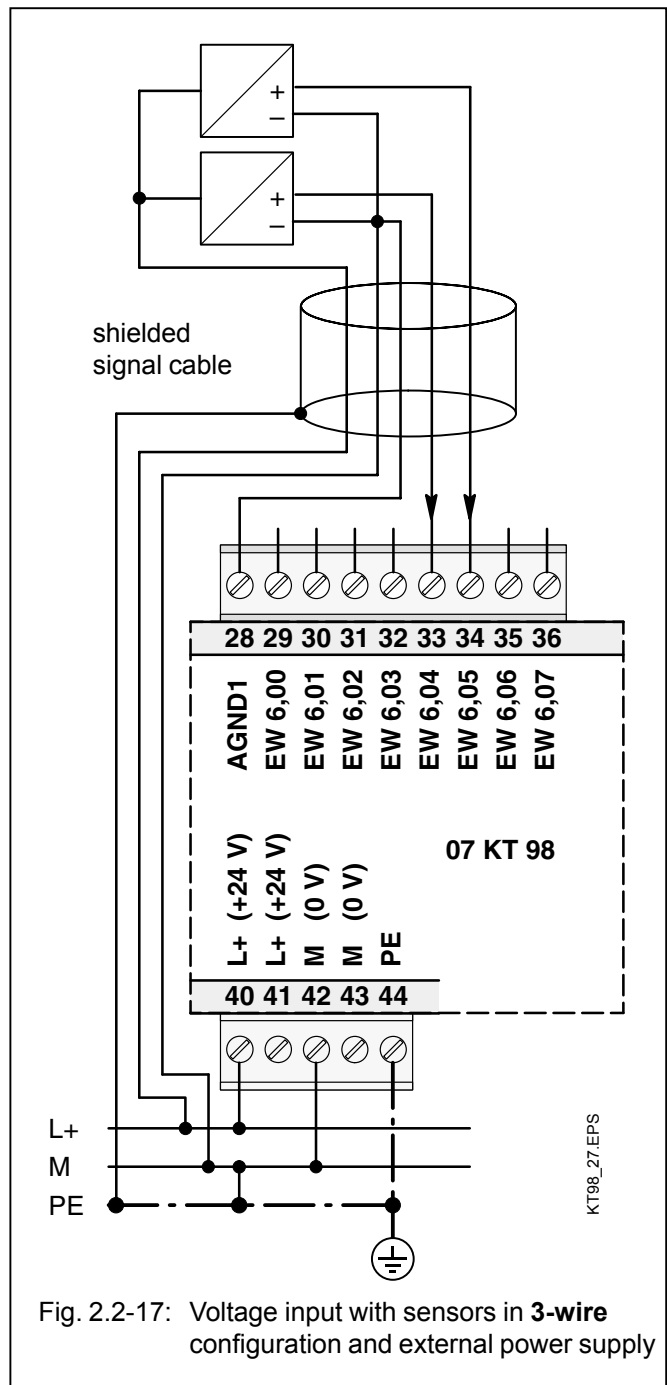 +
−
+
−
shielded
signal cable
28 29 30 31 32 33 34 35 36
AGND1
EW 6,00
EW 6,01
EW 6,02
EW 6,03
EW 6,04
EW 6,05
EW 6,06
EW 6,07
07 KT 98
L+ (+24 V)
L+ (+24 V)
M (0 V)
M (0 V)
PE
40 41 42 43 44
L+
M
PE
KT98_27.EPS
Fig. 2.2-17: Voltage input with sensors in 3-wire
configuration and external power supply